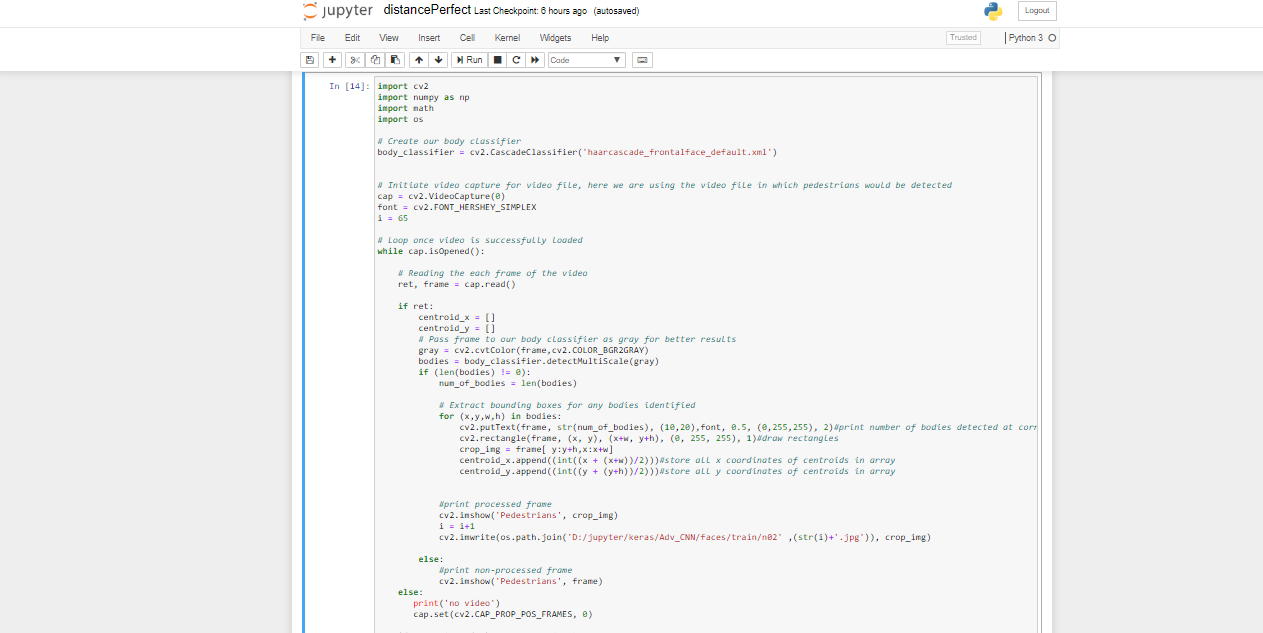 jupyter distancePerfect Last Checkpoint: 6 hours ago (autosaved)
Logout
File Edit View Insert Cell Kernel Widgets Help
Trusted
Python 3
Run
Code
In [14]: import cv2
import numpy as np
import math
import os
# Create our body classifier
body_classifier = cv2.CascadeClassifier('haarcascade_frontalface_default.xml')
# Initiate video capture for video file, here we are using the video file in which pedestrians would be detected
cap = cv2.VideoCapture(0)
font = cv2.FONT_HERSHEY_SIMPLEX
i = 65
# Loop once video is successfully loaded
while cap.isOpened():
# Reading the each frame of the video
ret, frame = cap.read()
if ret:
centroid_x = []
centroid_y = []
# Pass frame to our body classifier as gray for better results
gray = cv2.cvtColor(frame,cv2.COLOR_BGR2GRAY)
bodies = body_classifier.detectMultiScale(gray)
if (len(bodies) != 0):
num_of_bodies = len(bodies)
# Extract bounding boxes for any bodies identified
for (x,y,w,h) in bodies:
cv2.putText(frame, str(num_of_bodies), (10,20),font, 0.5, (0,255,255), 2)#print number of bodies detected at corr
cv2.rectangle(frame, (x, y), (x+w, y+h), (0, 255, 255), 1)#draw rectangles
crop_img = frame[ y:y+h,x:x+w]
centroid_x.append((int((x + (x+w))/2)))#store all x coordinates of centroids in array
centroid_y.append((int((y + (y+h))/2)))#store all y coordinates of centroids in array
#print processed frame
cv2.imshow('Pedestrians', crop_img)
i = i+1
cv2.imwrite(os.path.join('D:/jupyter/keras/Adv_CNN/faces/train/n02' ,(str(i)+'.jpg')), crop_img)
else:
#print non-processed frame
cv2.imshow('Pedestrians', frame)
else:
print('no video')
cap.set(cv2.CAP_PROP_POS_FRAMES, 0)